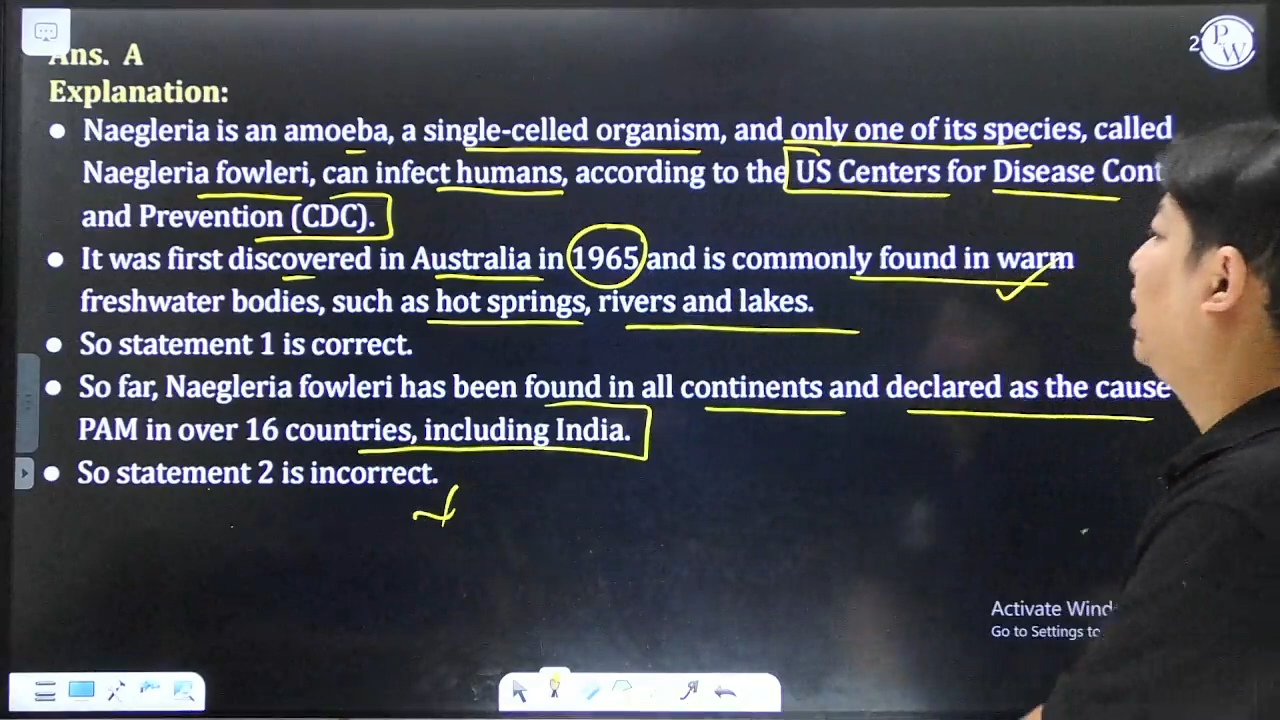 Ans. A
2
PW
Explanation:
• Naegleria is an amoeba, a single-celled organism, and only one of its species, called
Naegleria fowleri, can infect humans, according to the US Centers for Disease Cont
and Prevention (CDC).
• It was first discovered in Australia in 1965 and is commonly found in warm
freshwater bodies, such as hot springs, rivers and lakes.
• So statement 1 is correct.
• So far, Naegleria fowleri has been found in all continents and declared as the cause
PAM in over 16 countries, including India.
• So statement 2 is incorrect.
Activate Wind
Go to Settings to